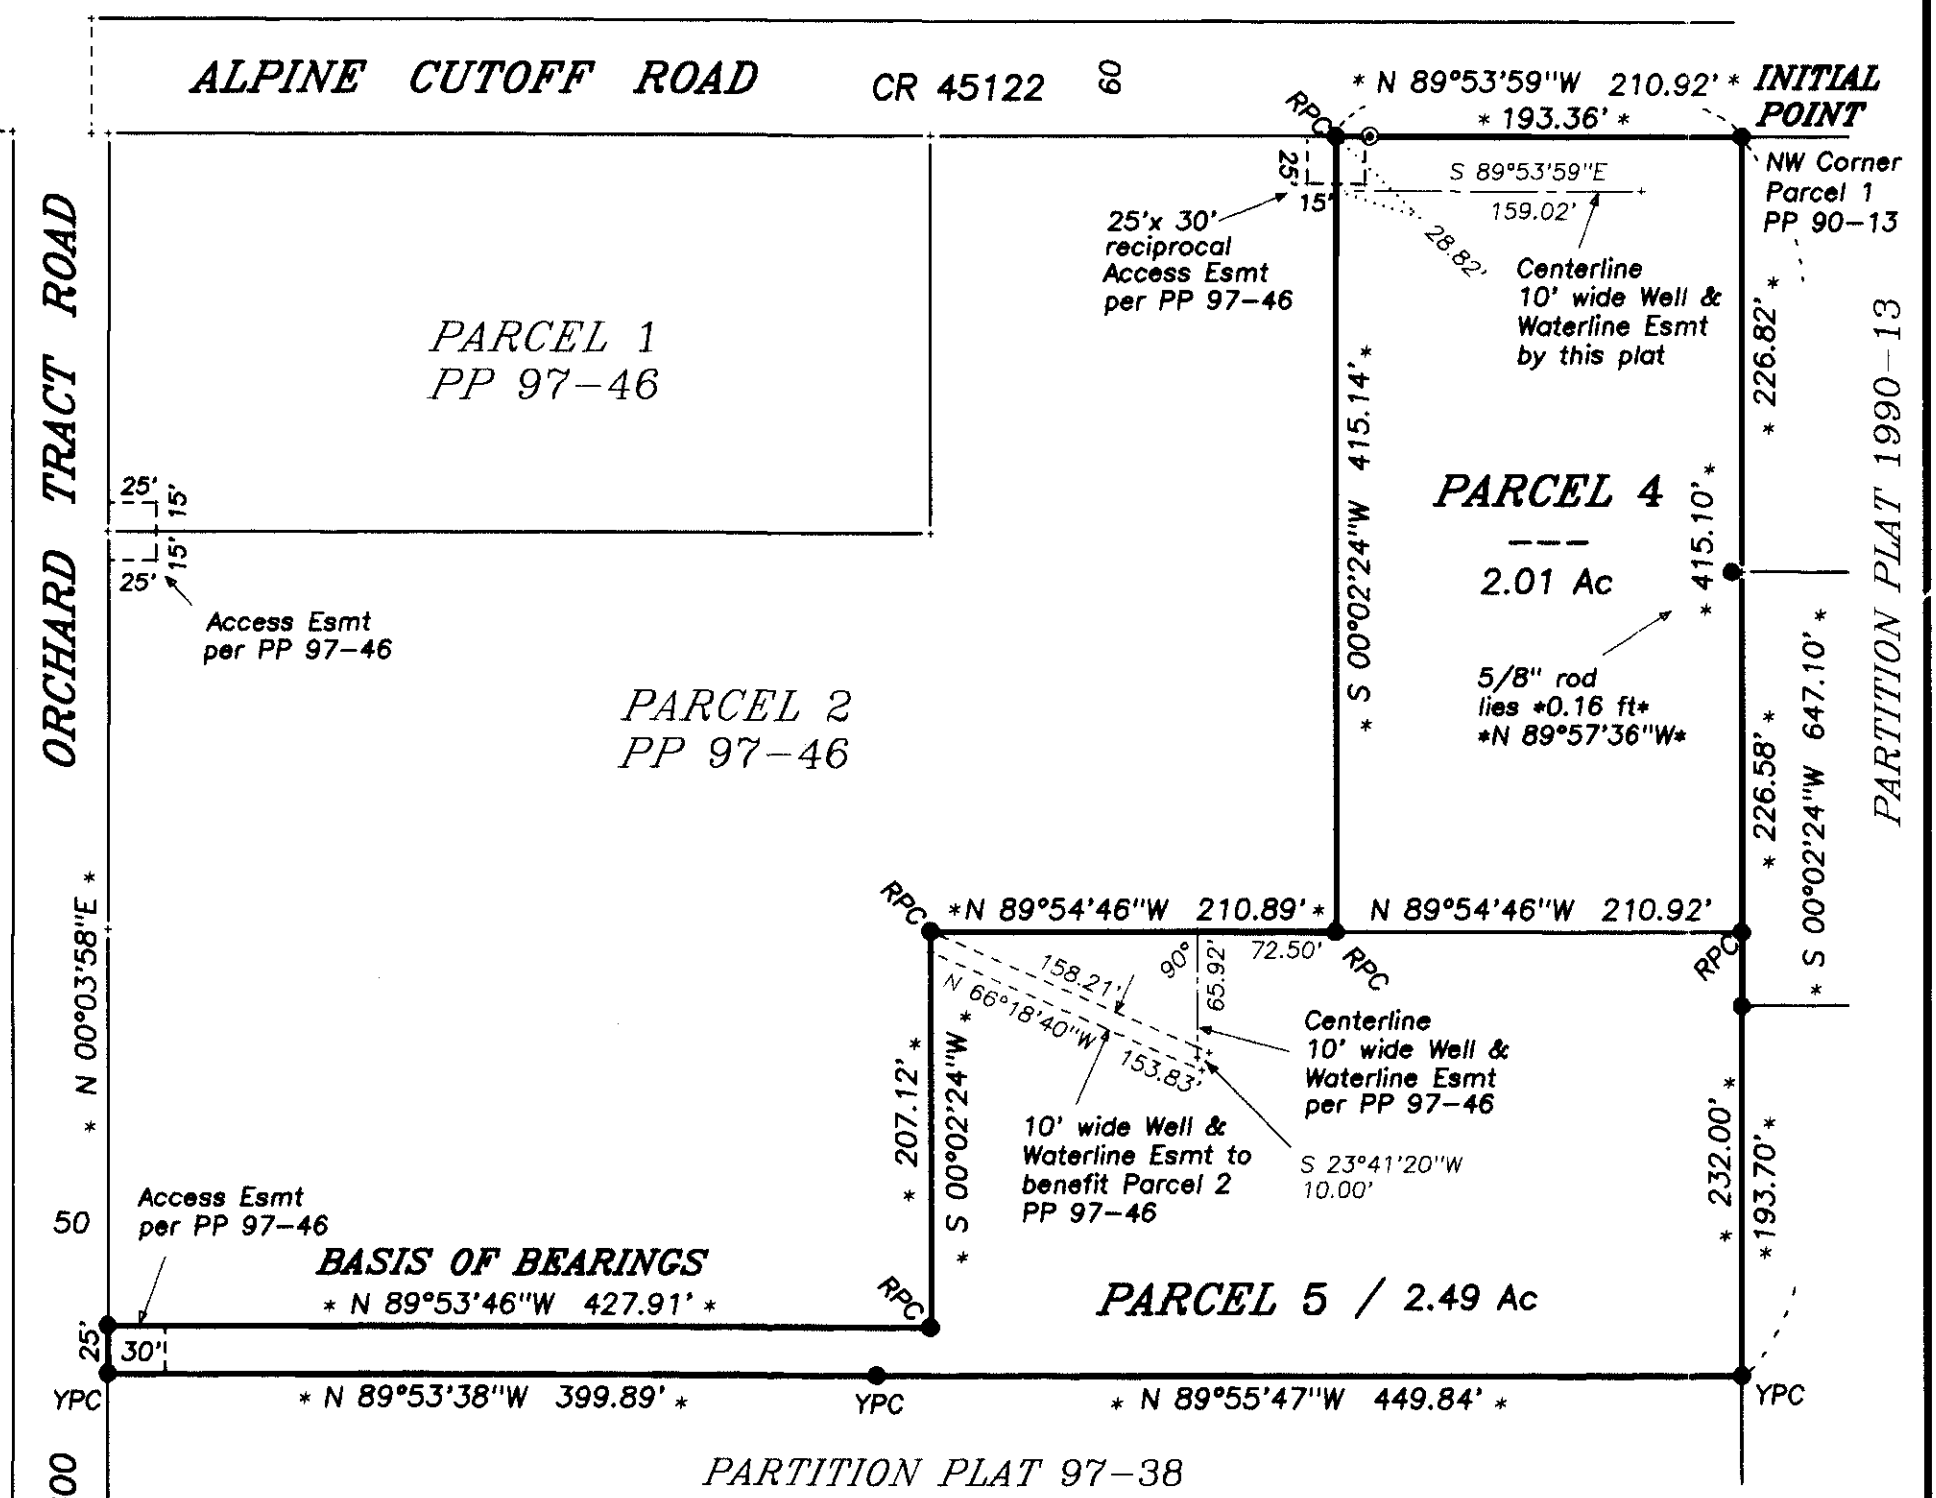 ALPINE CUTOFF ROAD CR 45122 60
* N 89°53'59"W 210.92' *
* 193.36' *
INITIAL
POINT
RPC
NW Corner
Parcel 1
PP 90-13
S 89°53'59"E
159.02'
25'
15'
28.82'
25'x 30'
reciprocal
Access Esmt
per PP 97-46
Centerline
10' wide Well &
Waterline Esmt
by this plat
ORCHARD TRACT ROAD
PARCEL 1
PP 97-46
* 226.82' *
PARTITION PLAT 1990-13
* S 00°02'24"W 415.14' *
PARCEL 4
---
2.01 Ac
* 415.10' *
25'
15'
15'
25'
Access Esmt
per PP 97-46
5/8" rod
lies *0.16 ft*
*N 89°57'36"W*
PARCEL 2
PP 97-46
* 226.58' *
* S 00°02'24"W 647.10' *
* N 00°03'58"E *
RPC
*N 89°54'46"W 210.89' *
N 89°54'46"W 210.92'
RPC
RPC
158.21'
90°
65.92'
72.50'
N 66°18'40"W
153.83'
Centerline
10' wide Well &
Waterline Esmt
per PP 97-46
* 207.12' *
* S 00°02'24"W *
10' wide Well &
Waterline Esmt to
benefit Parcel 2
PP 97-46
S 23°41'20"W
10.00'
* 232.00' *
*193.70' *
50
Access Esmt
per PP 97-46
BASIS OF BEARINGS
* N 89°53'46"W 427.91' *
RPC
PARCEL 5 / 2.49 Ac
25'
30'
YPC
* N 89°53'38"W 399.89' *
YPC
* N 89°55'47"W 449.84' *
YPC
PARTITION PLAT 97-38